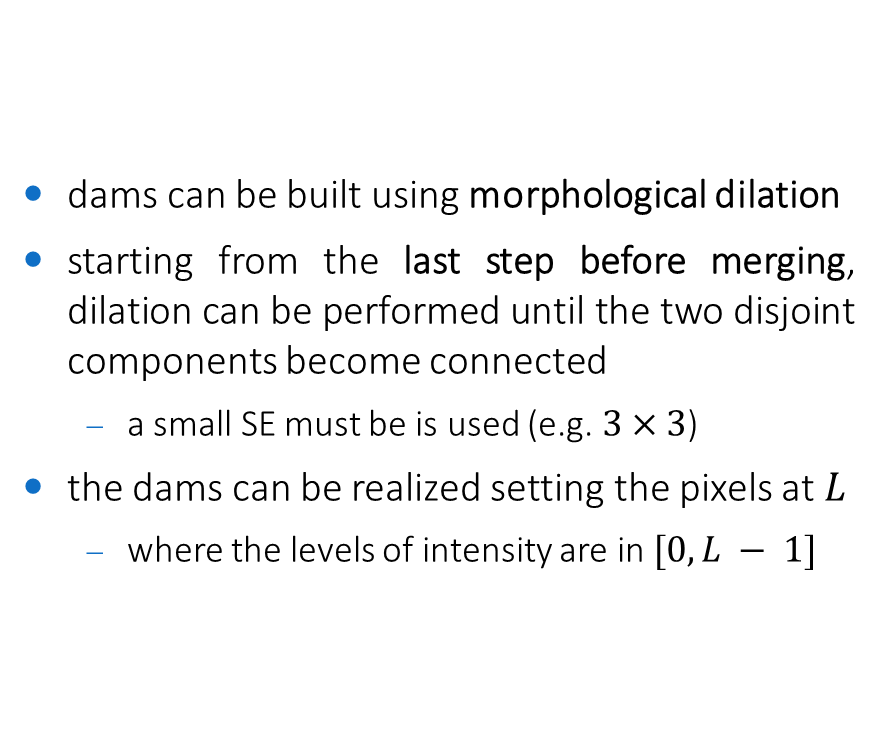 • dams can be built using morphological dilation
• starting from the last step before merging,
dilation can be performed until the two disjoint
components become connected
– a small SE must be is used (e.g. 3 × 3)
• the dams can be realized setting the pixels at L
– where the levels of intensity are in [0, L − 1]